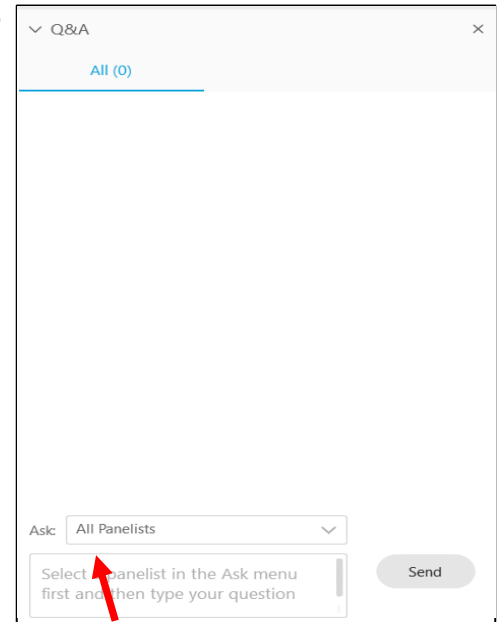 Q&A
All (0)
Ask: All Panelists
Select panelist in the Ask menu
first and then type your question
Send